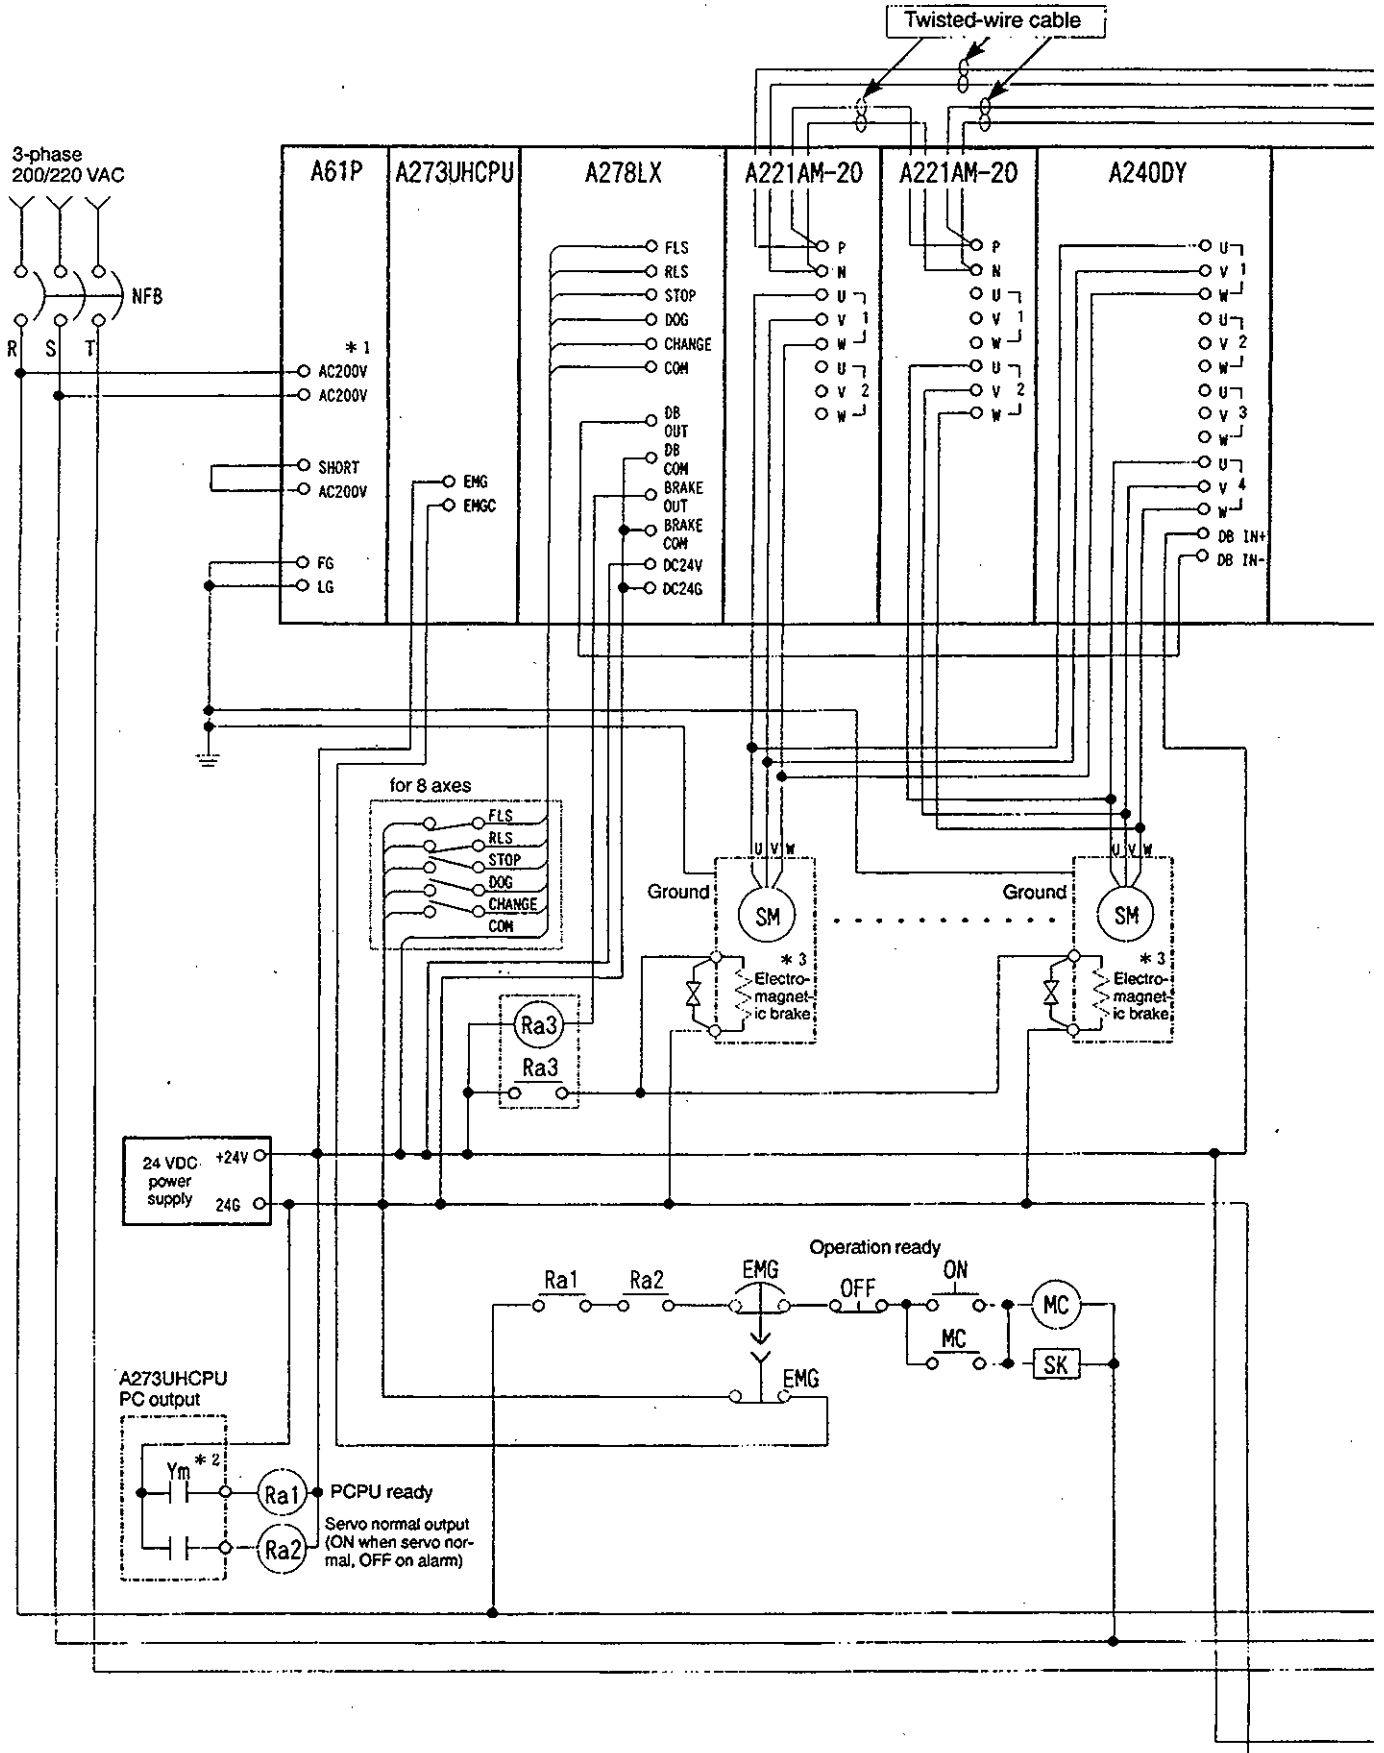 Twisted-wire cable
3-phase
200/220 VAC
NFB
R S T
A61P
* 1
AC200V
AC200V
SHORT
AC200V
FG
LG
A273UHCPU
EMG
EMGC
A278LX
FLS
RLS
STOP
DOG
CHANGE
COM
DB
OUT
DB
COM
BRAKE
OUT
BRAKE
COM
DC24V
DC24G
A221AM-20
P
N
U
V 1
W
U
V 2
W
A221AM-20
P
N
U
V 1
W
U
V 2
W
A240DY
U
V 1
W
U
V 2
W
U
V 3
W
U
V 4
W
DB IN+
DB IN-
for 8 axes
FLS
RLS
STOP
DOG
CHANGE
COM
U V W
Ground
SM
* 3
Electro-
magnet-
ic brake
U V W
Ground
SM
* 3
Electro-
magnet-
ic brake
Ra3
Ra3
24 VDC
power
supply
+24V
24G
Operation ready
Ra1
Ra2
EMG
OFF
ON
MC
MC
SK
EMG
A273UHCPU
PC output
Ym * 2
Ra1
PCPU ready
Ra2
Servo normal output
(ON when servo nor-
mal, OFF on alarm)